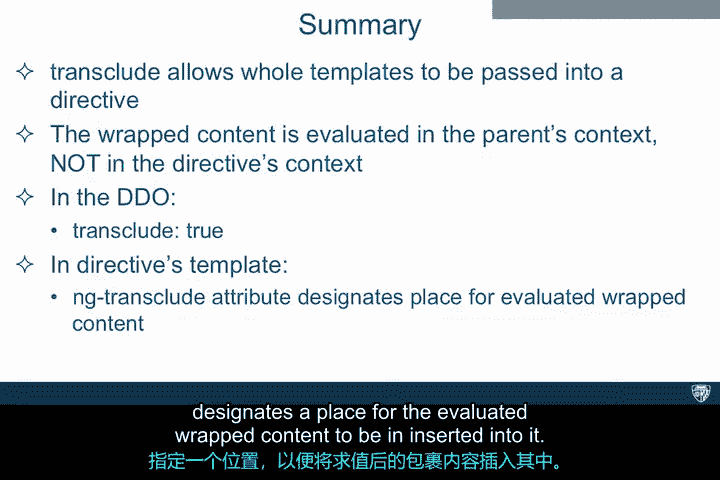 Summary
✧ transclude allows whole templates to be passed into a
directive
✧ The wrapped content is evaluated in the parent's context,
NOT in the directive's context
✧ In the DDO:
• transclude: true
✧ In directive's template:
• ng-transclude attribute designates place for evaluated wrapped
content
designates a place for the evaluated
wrapped content to be in inserted into it.
指定一个位置，以便将求值后的包裹内容插入其中。